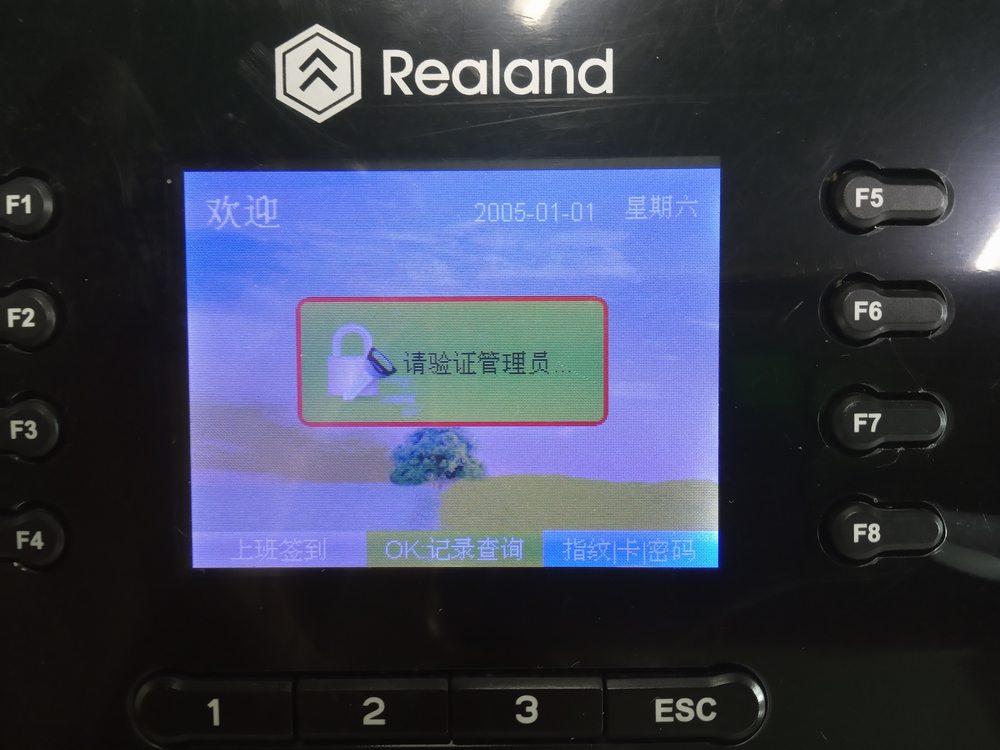 Realand
F1
F5
欢迎 2005-01-01 星期六
F2
F6
请验证管理员...
F3
F7
F4
F8
上班签到 OK:记录查询 指纹|卡|密码
1 2 3 ESC